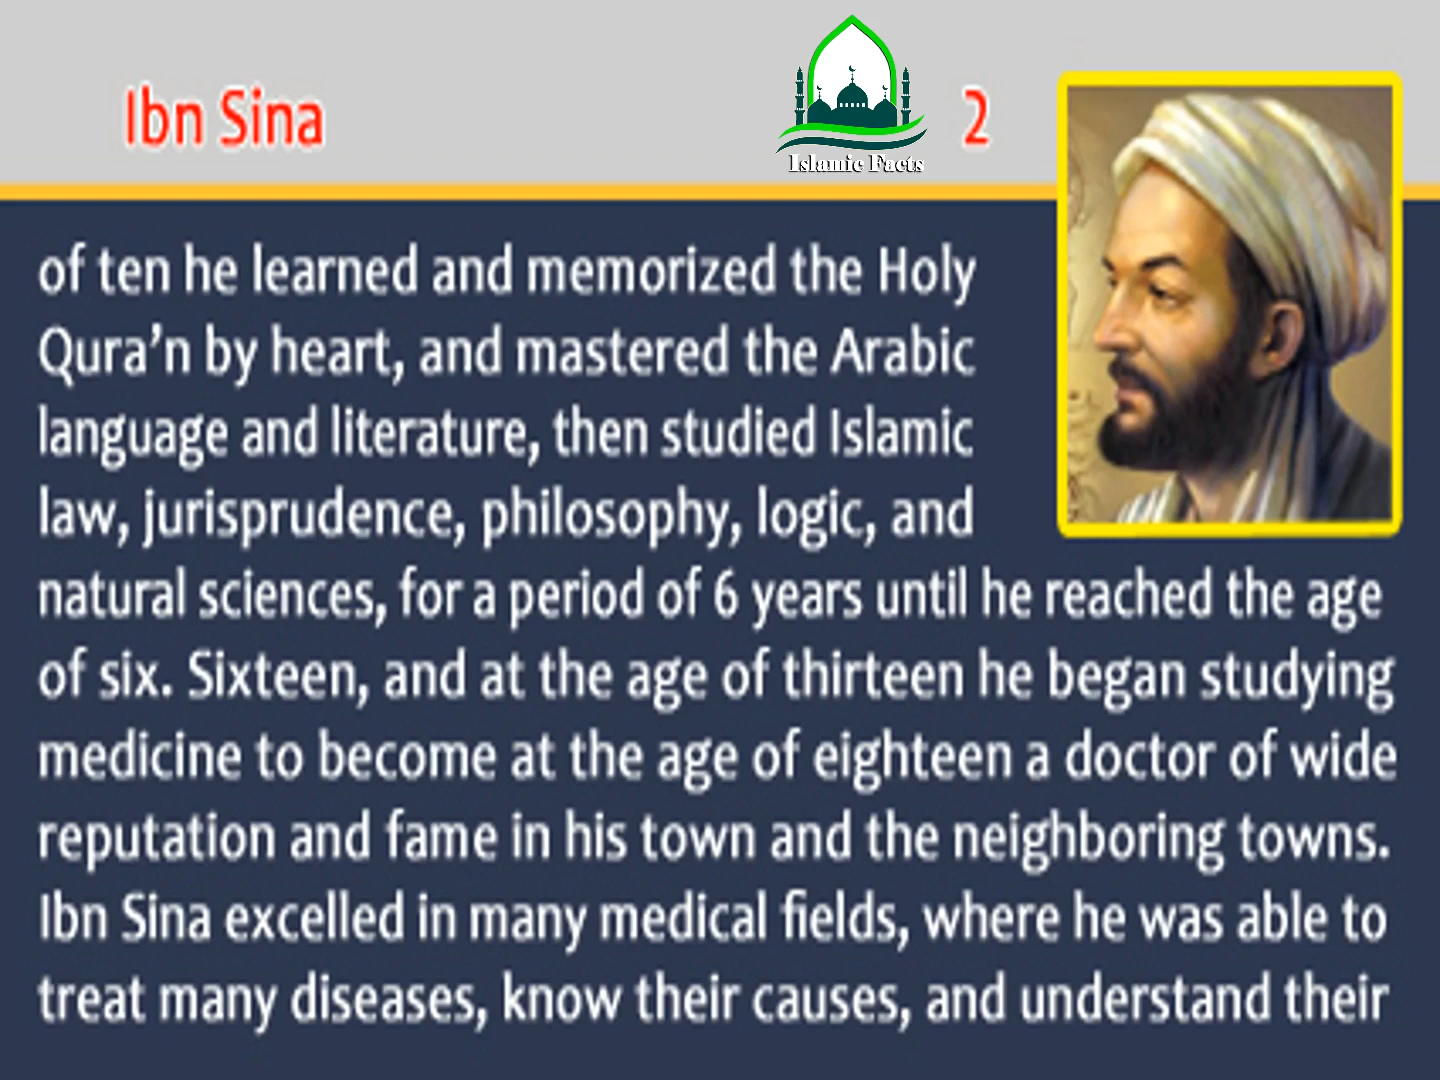 Ibn Sina
Islamic Facts
2
of ten he learned and memorized the Holy
Qura’n by heart, and mastered the Arabic
language and literature, then studied Islamic
law, jurisprudence, philosophy, logic, and
natural sciences, for a period of 6 years until he reached the age
of six. Sixteen, and at the age of thirteen he began studying
medicine to become at the age of eighteen a doctor of wide
reputation and fame in his town and the neighboring towns.
Ibn Sina excelled in many medical fields, where he was able to
treat many diseases, know their causes, and understand their